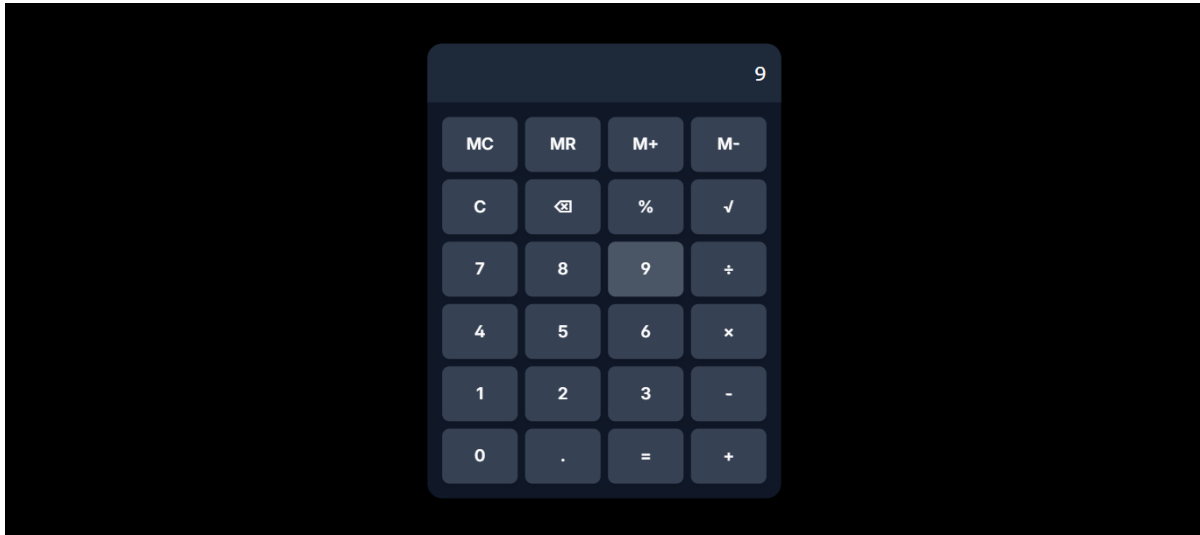 9
MC MR M+ M-
C ⌫ % √
7 8 9 ÷
4 5 6 ×
1 2 3 -
0 . = +